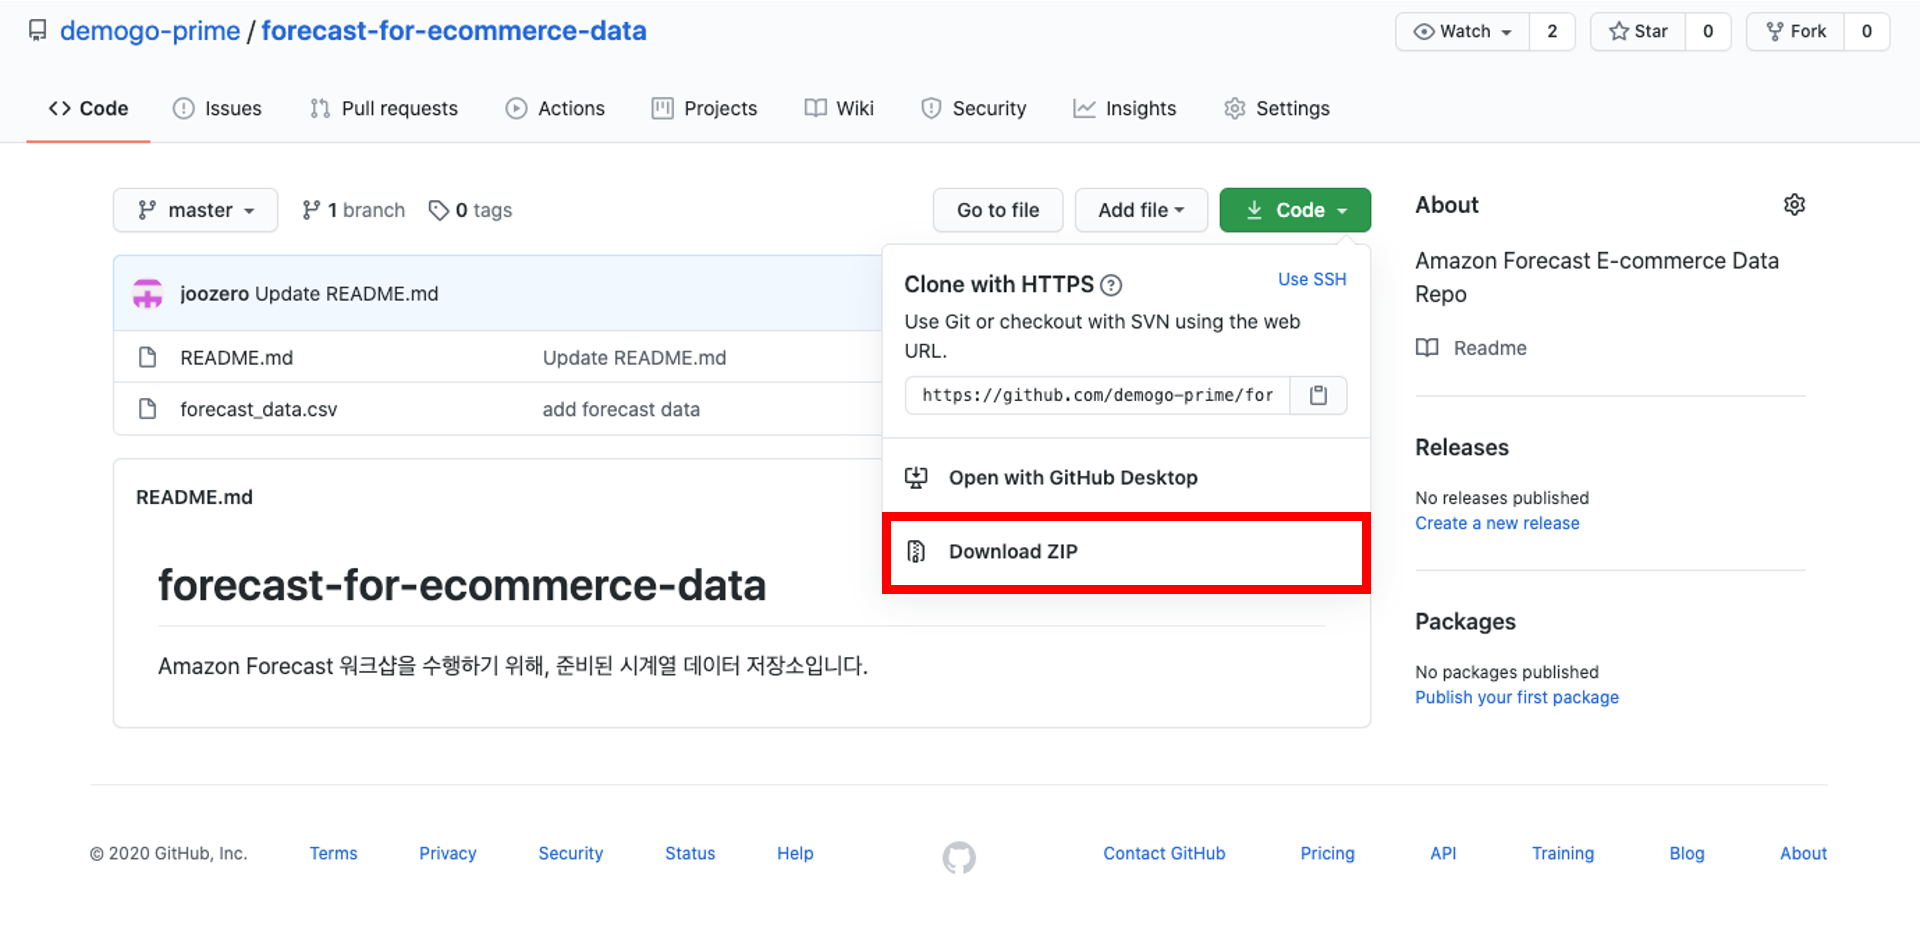 demogo-prime / forecast-for-ecommerce-data
Watch 2
Star 0
Fork 0
Code
Issues
Pull requests
Actions
Projects
Wiki
Security
Insights
Settings
master
1 branch
0 tags
Go to file
Add file
Code
joozero Update README.md
README.md Update README.md
forecast_data.csv add forecast data
Clone with HTTPS
Use SSH
Use Git or checkout with SVN using the web
URL.
https://github.com/demogo-prime/for
Open with GitHub Desktop
Download ZIP
README.md
forecast-for-ecommerce-data
Amazon Forecast 워크샵을 수행하기 위해, 준비된 시계열 데이터 저장소입니다.
About
Amazon Forecast E-commerce Data
Repo
Readme
Releases
No releases published
Create a new release
Packages
No packages published
Publish your first package
© 2020 GitHub, Inc.
Terms
Privacy
Security
Status
Help
Contact GitHub
Pricing
API
Training
Blog
About